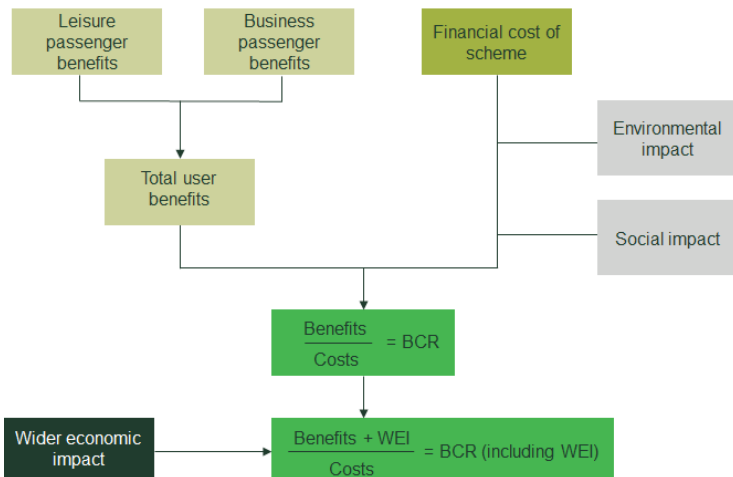 Leisure
passenger
benefits
Business
passenger
benefits
Financial cost of
scheme
Environmental
impact
Total user
benefits
Social impact
Benefits
Costs
= BCR
Wider economic
impact
Benefits + WEI
Costs
= BCR (including WEI)